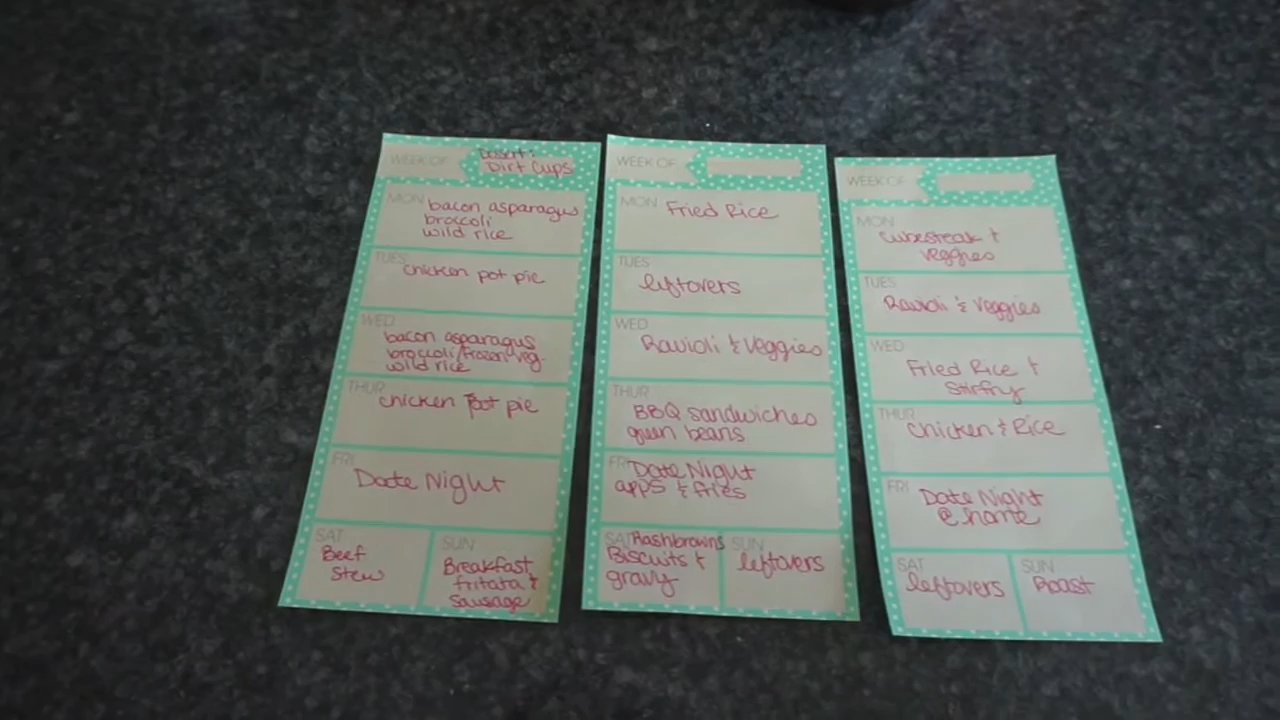 WEEK OF
Desert:
Dirt Cups
MON
bacon asparagus
broccoli
wild rice
TUES
chicken pot pie
WED
bacon asparagus
broccoli/frozen veg.
wild rice
THUR
chicken pot pie
FRI
Date Night
SAT
Beef
Stew
SUN
Breakfast
fritata &
Sausage
WEEK OF
MON
Fried Rice
TUES
leftovers
WED
Ravioli & Veggies
THUR
BBQ sandwiches
green beans
FRI
Date Night
apps & fries
SAT
Hashbrowns
Biscuits &
gravy
SUN
leftovers
WEEK OF
MON
Cubesteak &
veggies
TUES
Ravioli & Veggies
WED
Fried Rice &
Stirfry
THUR
Chicken & Rice
FRI
Date Night
@ home
SAT
leftovers
SUN
Roast